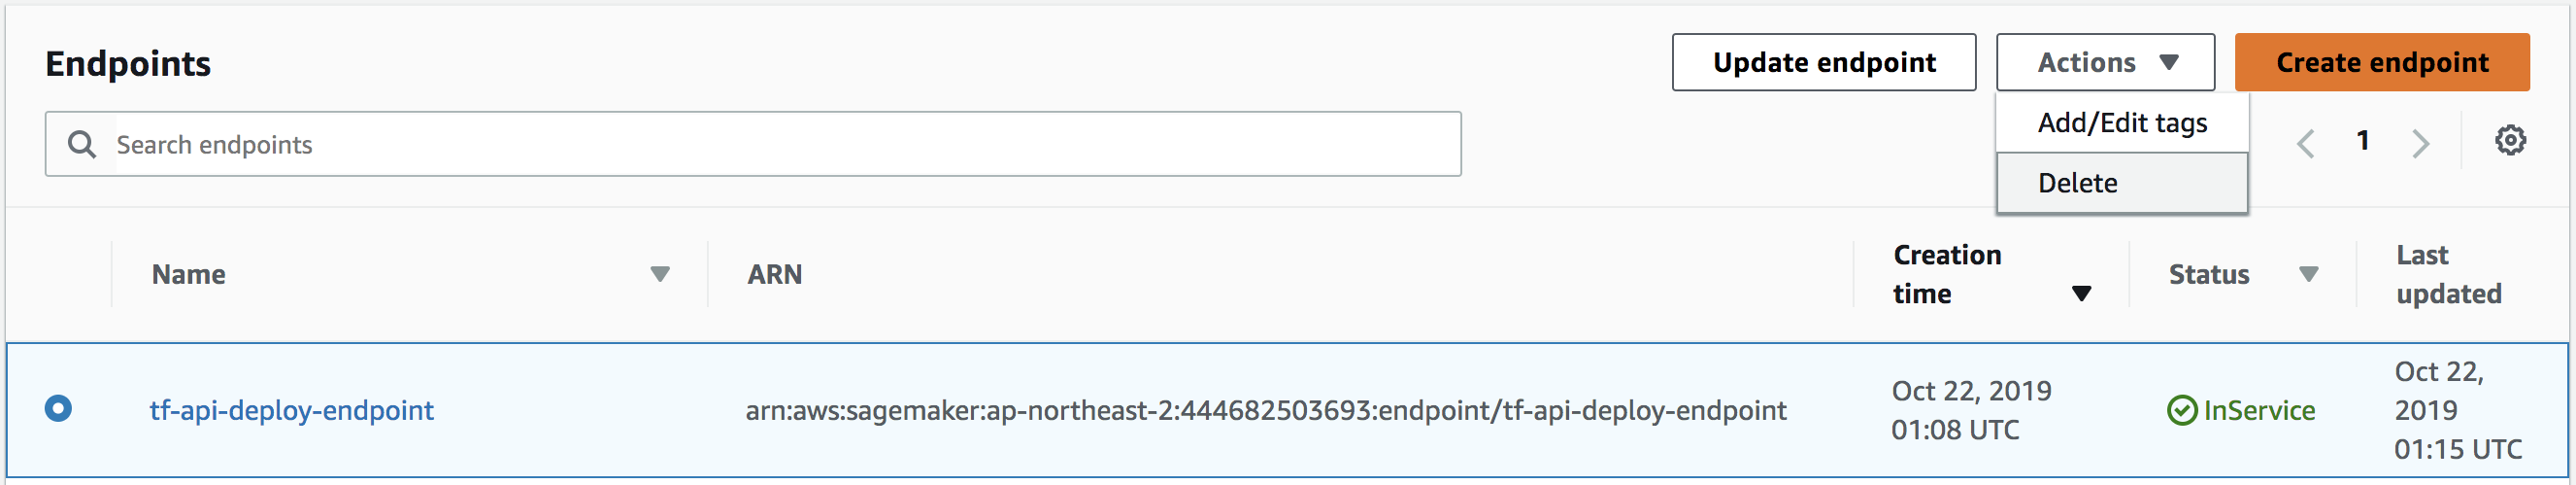 Endpoints
Update endpoint
Actions
Create endpoint
Search endpoints
Add/Edit tags
Delete
1
Name
ARN
Creation
time
Status
Last
updated
tf-api-deploy-endpoint
arn:aws:sagemaker:ap-northeast-2:444682503693:endpoint/tf-api-deploy-endpoint
Oct 22, 2019
01:08 UTC
InService
Oct 22,
2019
01:15 UTC